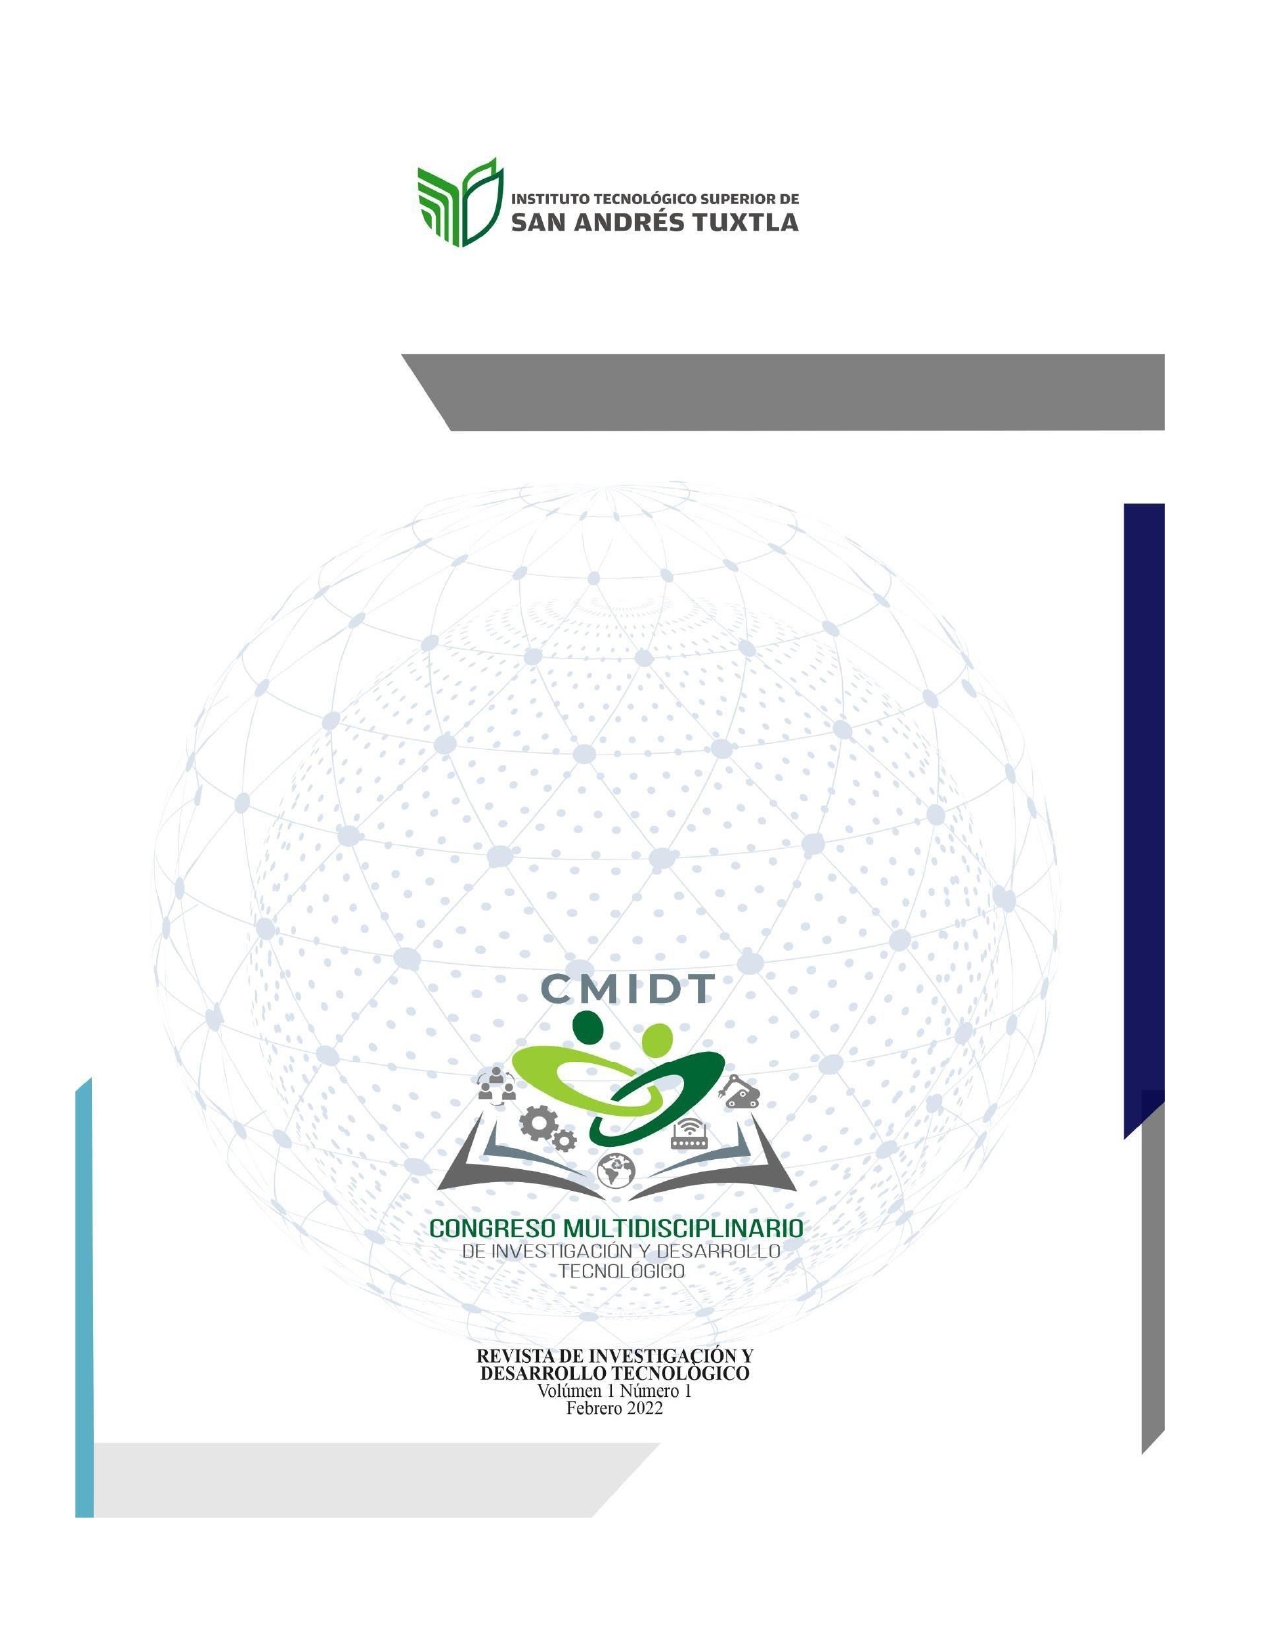 INSTITUTO TECNOLÓGICO SUPERIOR DE
SAN ANDRÉS TUXTLA
CMIDT
CONGRESO MULTIDISCIPLINARIO
DE INVESTIGACIÓN Y DESARROLLO
TECNOLÓGICO
REVISTA DE INVESTIGACIÓN Y
DESARROLLO TECNOLÓGICO
Volúmen 1 Número 1
Febrero 2022